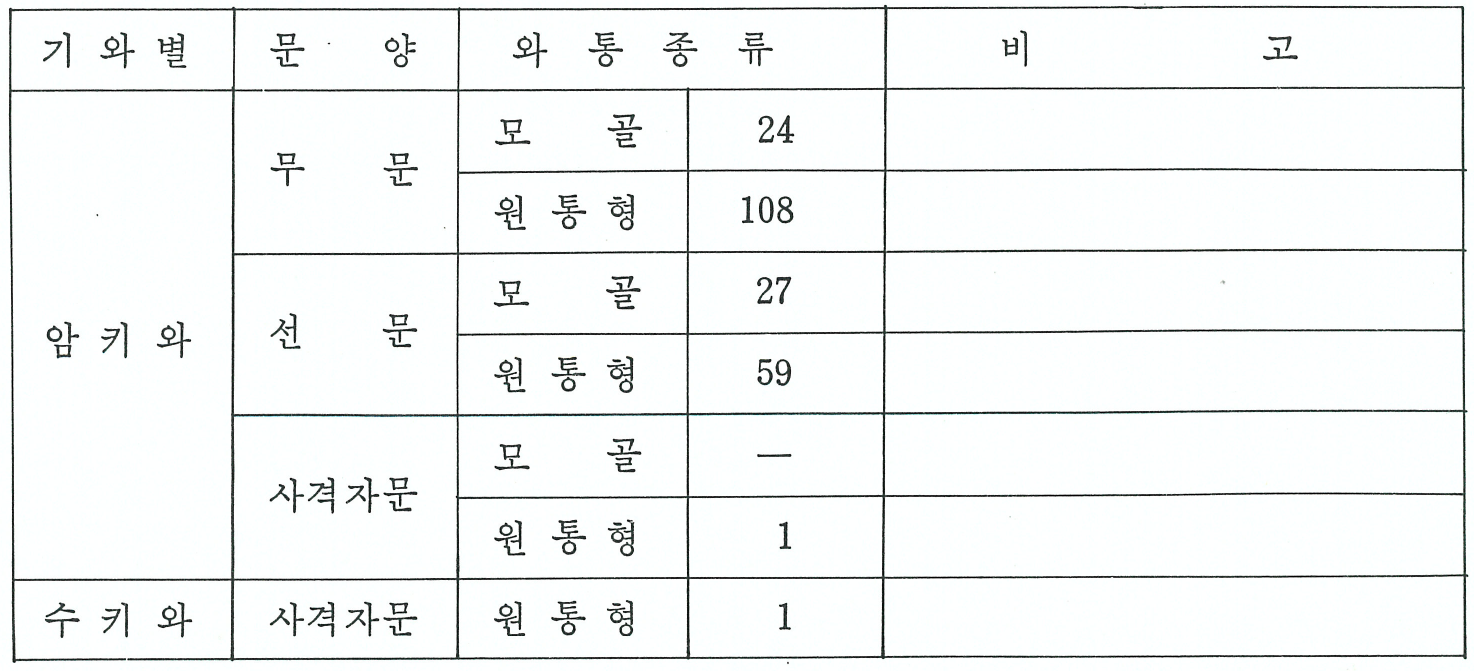 기와별 문양 와통종류 비고
암키와 무문 모골 24
원통형 108
선문 모골 27
원통형 59
사격자문 모골 —
원통형 1
수키와 사격자문 원통형 1